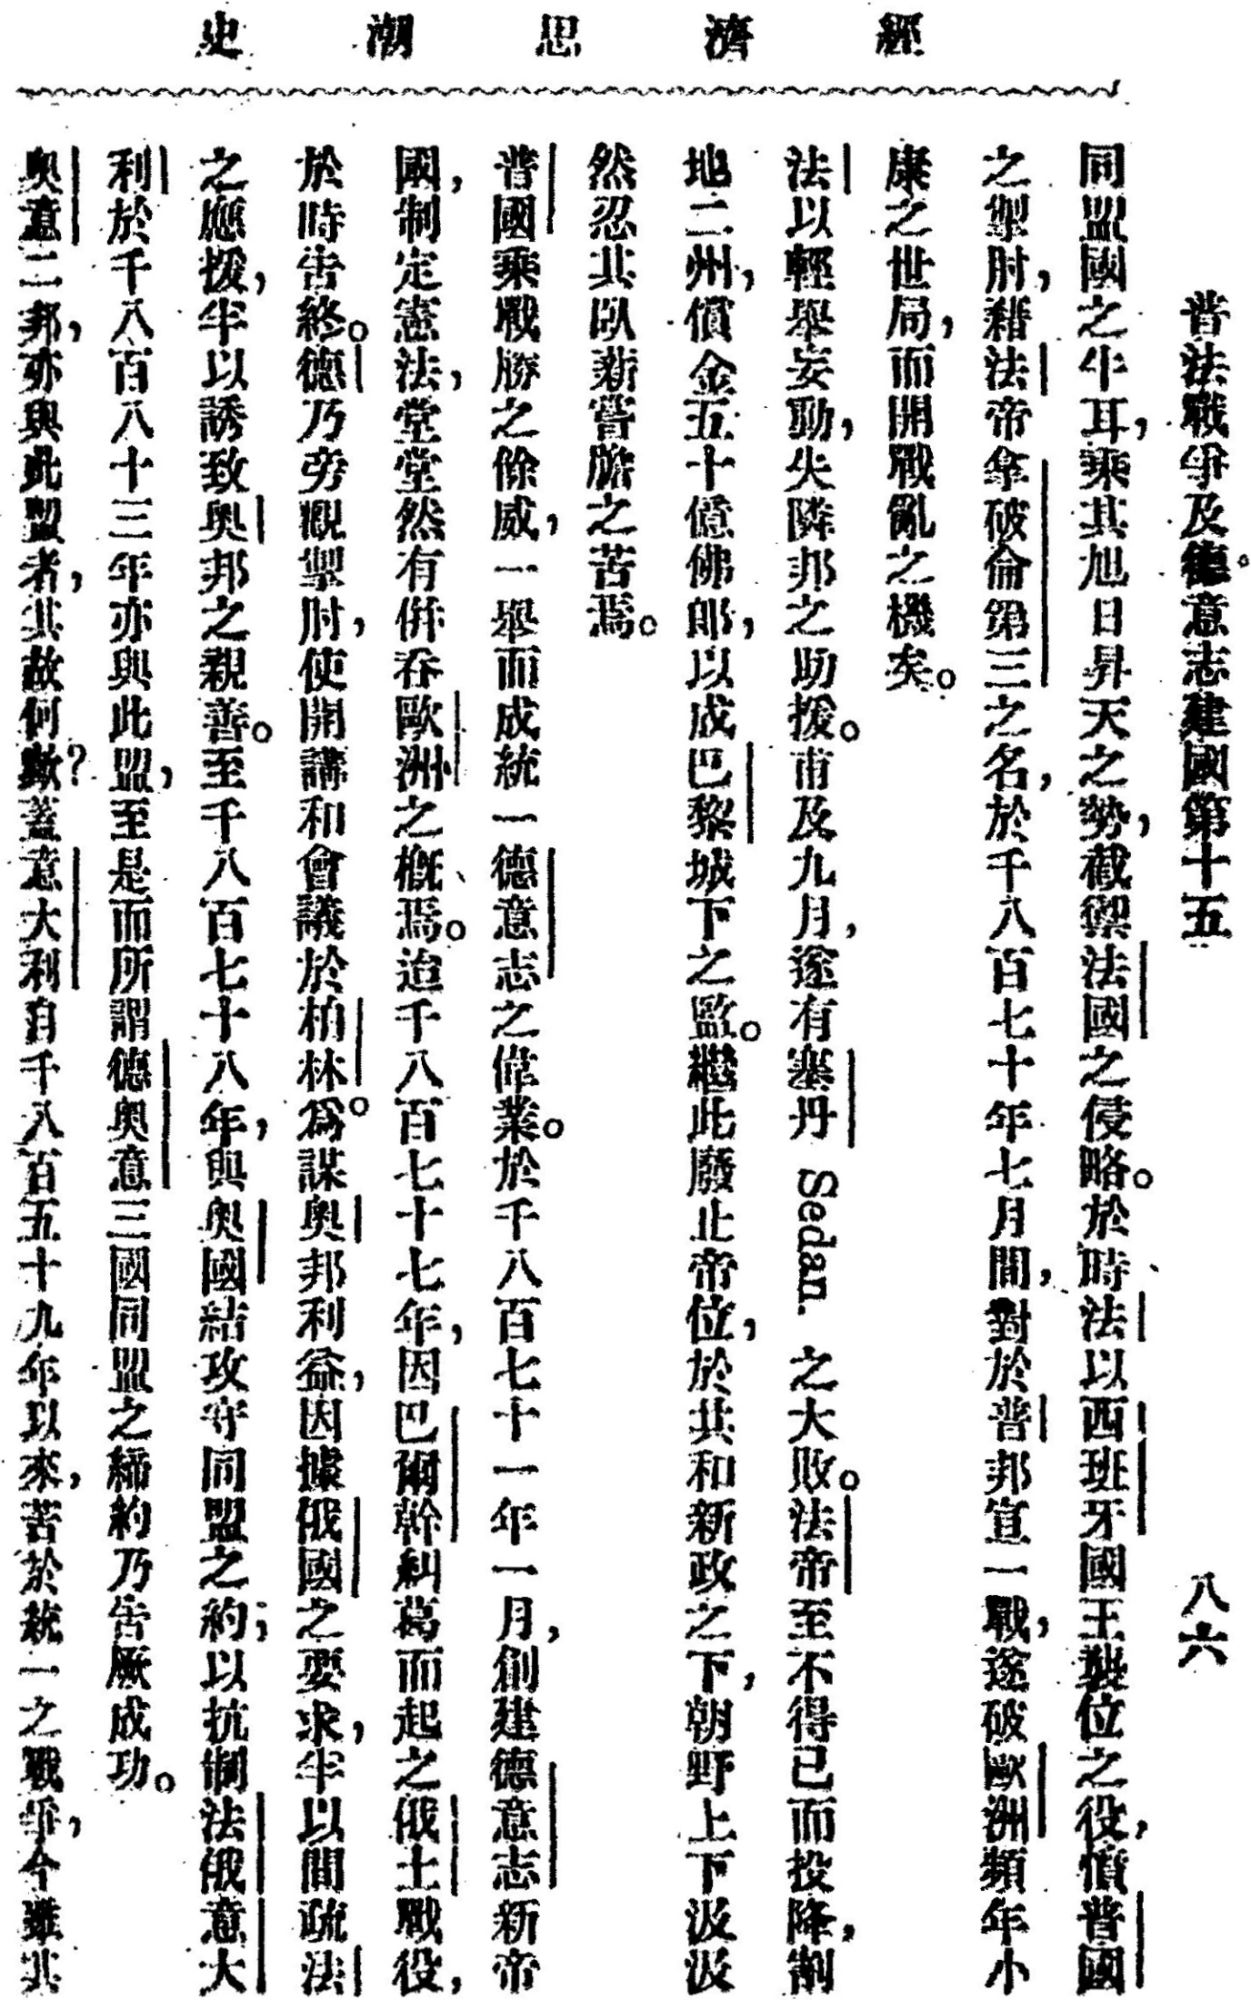 經濟思潮史
普法戰爭及德意志建國第十五　八六
同盟國之牛耳，乘其旭日昇天之勢，截禦法國之侵略。於時法以西班牙國王襲位之役，憤普國
之掣肘，藉法帝拿破侖第三之名，於千八百七十年七月間，對於普邦宣一戰，遂破歐洲頻年小
康之世局，而開戰亂之機矣。
法以輕舉妄動，失隣邦之助援。甫及九月，遂有塞丹 Sedan. 之大敗。法帝至不得已而投降，割
地二州，償金五十億佛郎，以成巴黎城下之盟。繼此廢止帝位，於共和新政之下，朝野上下汲汲
然忍其臥薪嘗膽之苦焉。
普國乘戰勝之餘威，一舉而成統一德意志之偉業。於千八百七十一年一月，創建德意志新帝
國，制定憲法，堂堂然有併吞歐洲之概焉。迨千八百七十七年，因巴爾幹糾葛而起之俄土戰役，
於時告終。德乃旁觀掣肘，使開講和會議於柏林。爲謀奧邦利益，因據俄國之要求，半以間疏法
之應援，半以誘致奧邦之親善。至千八百七十八年，與奧國結攻守同盟之約；以抗制法俄意大
利於千八百八十三年亦與此盟，至是而所謂德奧意三國同盟之締約乃告厥成功。
奧意二邦，亦與此盟者，其故何歟？蓋意大利自千八百五十九年以來，苦於統一之戰爭，今雖其